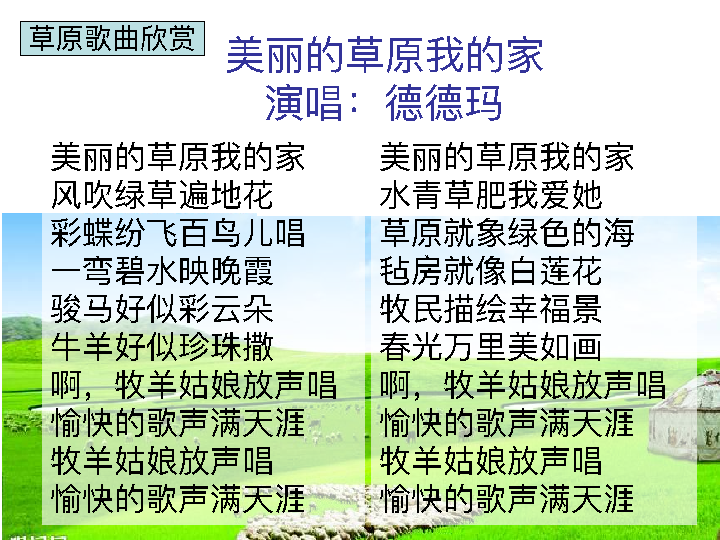 草原歌曲欣赏
美丽的草原我的家
演唱：德德玛
美丽的草原我的家
风吹绿草遍地花
彩蝶纷飞百鸟儿唱
一弯碧水映晚霞
骏马好似彩云朵
牛羊好似珍珠撒
啊，牧羊姑娘放声唱
愉快的歌声满天涯
牧羊姑娘放声唱
愉快的歌声满天涯
美丽的草原我的家
水青草肥我爱她
草原就象绿色的海
毡房就像白莲花
牧民描绘幸福景
春光万里美如画
啊，牧羊姑娘放声唱
愉快的歌声满天涯
牧羊姑娘放声唱
愉快的歌声满天涯